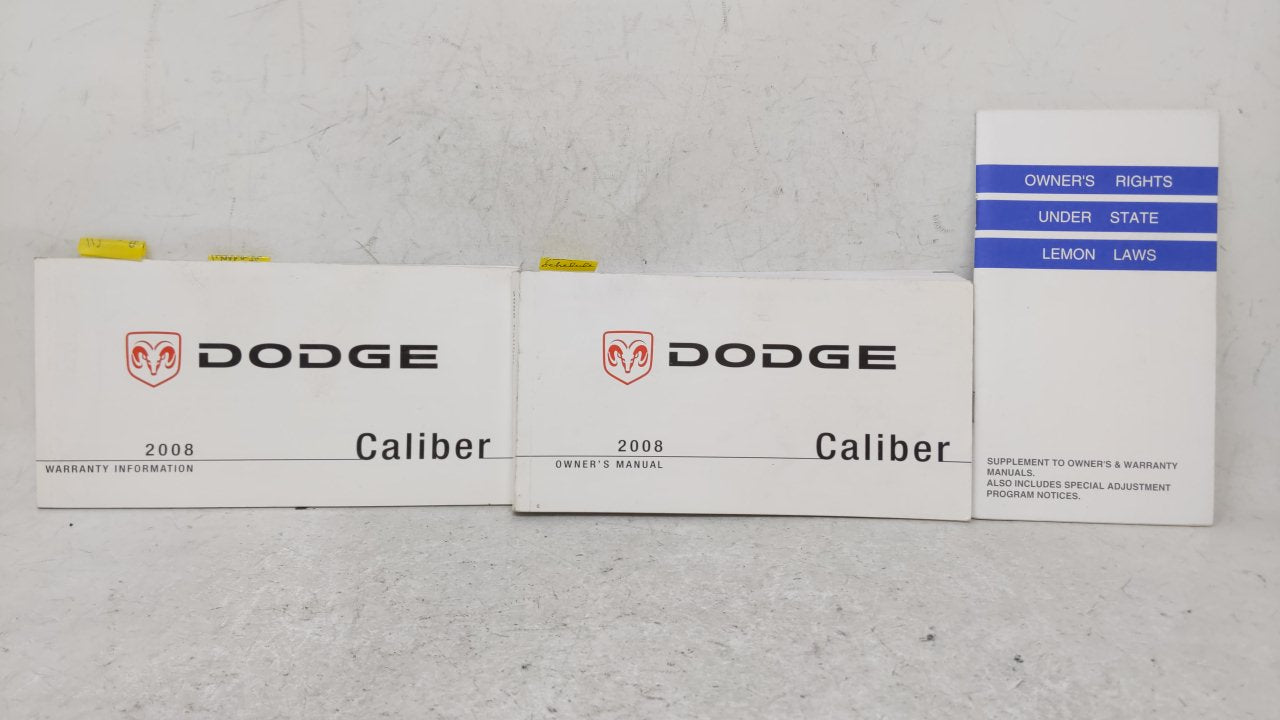 Schedule
DODGE
2008
Caliber
WARRANTY INFORMATION
DODGE
2008
Caliber
OWNER'S MANUAL
OWNER'S RIGHTS
UNDER STATE
LEMON LAWS
SUPPLEMENT TO OWNER'S & WARRANTY
MANUALS.
ALSO INCLUDES SPECIAL ADJUSTMENT
PROGRAM NOTICES.